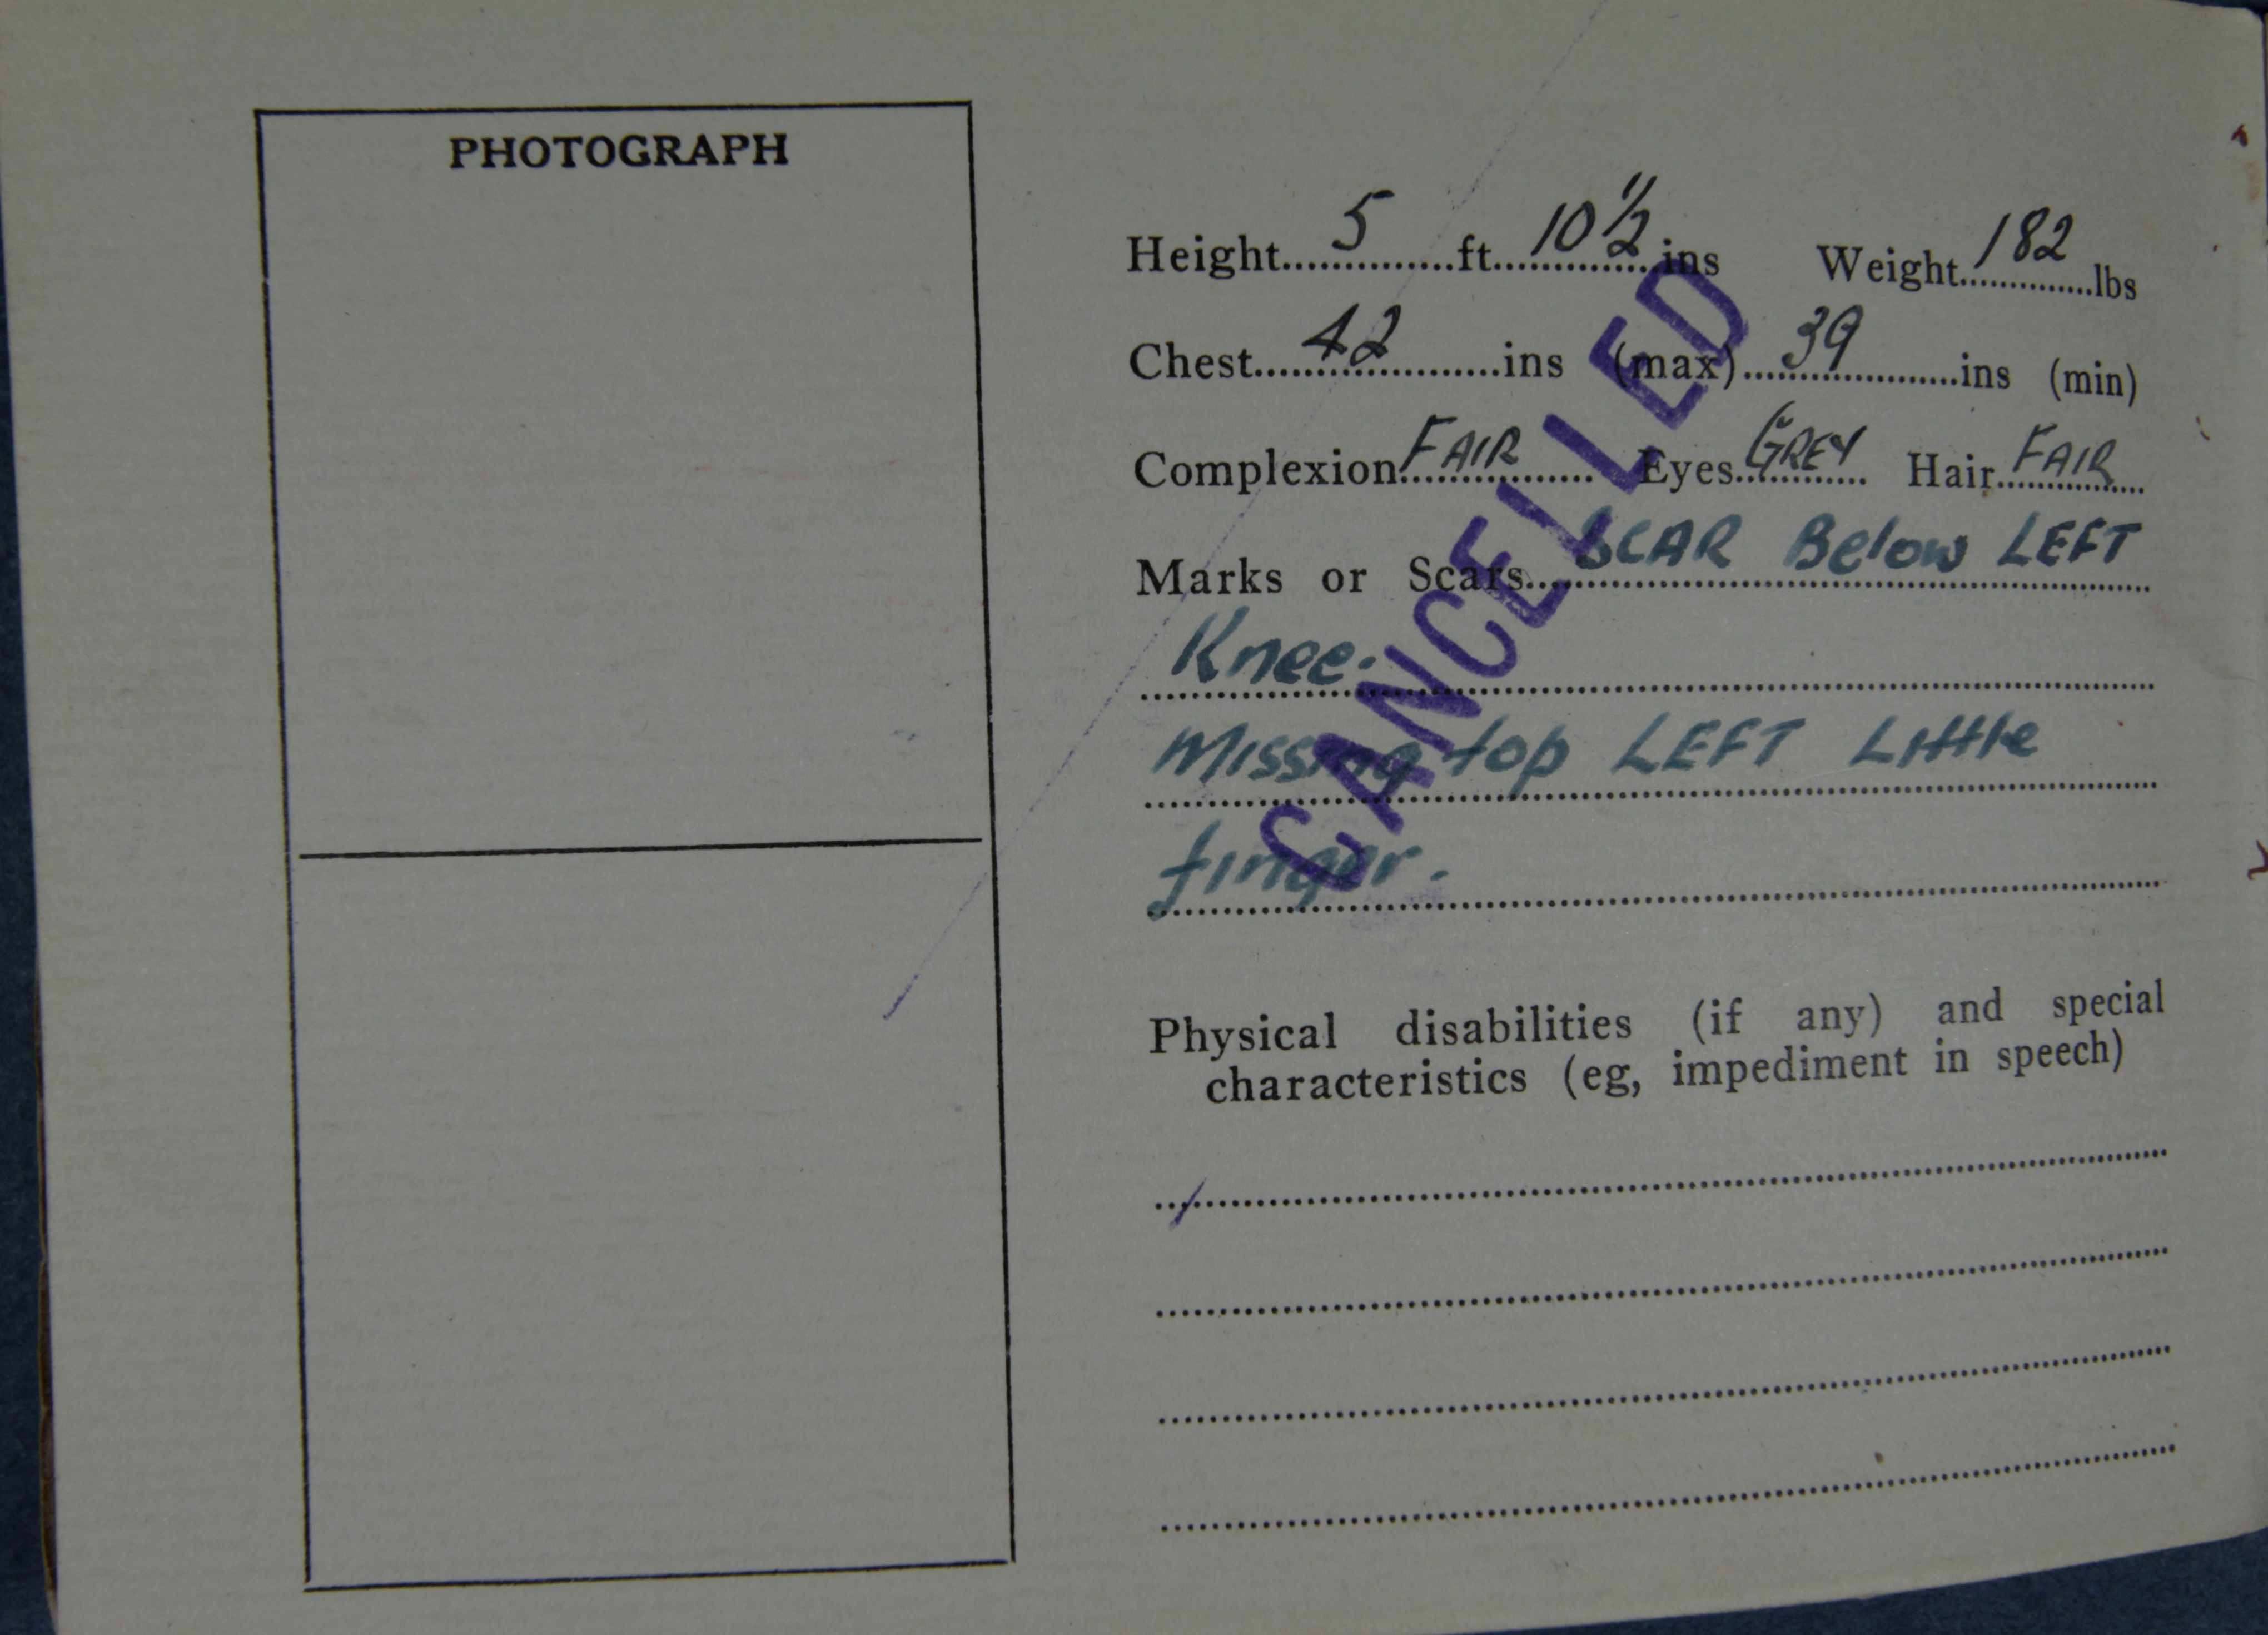 PHOTOGRAPH
Height 5 ft 10 1/2 ins Weight 182 lbs
Chest 42 ins (max) 39 ins (min)
Complexion FAIR Eyes GREY Hair FAIR
Marks or Scars SCAR Below LEFT
Knee.
Missing top LEFT Little
finger.
CANCELLED
Physical disabilities (if any) and special
characteristics (eg, impediment in speech)